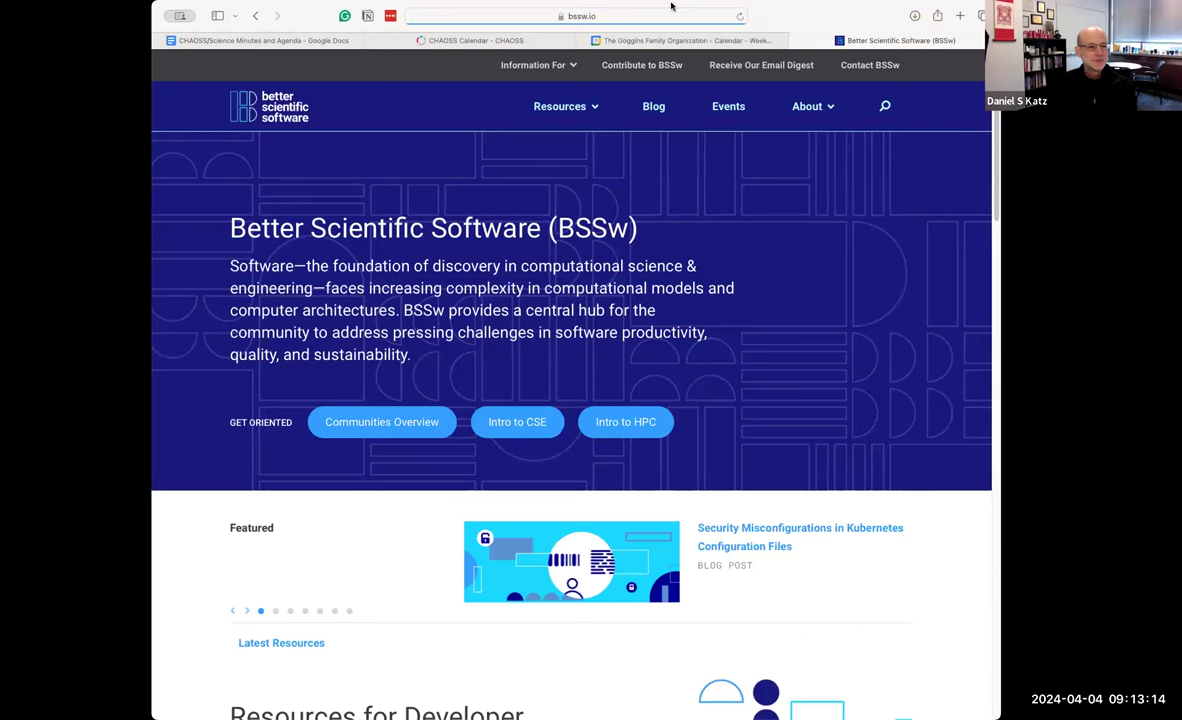 bssw.io
CHAOSS/Science Minutes and Agenda - Google Docs
CHAOSS Calendar - CHAOSS
The Goggins Family Organization - Calendar - Week...
Better Scientific Software (BSSw)
Information For
Contribute to BSSw
Receive Our Email Digest
Contact BSSw
Daniel S Katz
better
scientific
software
Resources
Blog
Events
About
Better Scientific Software (BSSw)
Software—the foundation of discovery in computational science &
engineering—faces increasing complexity in computational models and
computer architectures. BSSw provides a central hub for the
community to address pressing challenges in software productivity,
quality, and sustainability.
GET ORIENTED
Communities Overview
Intro to CSE
Intro to HPC
Featured
Security Misconfigurations in Kubernetes
Configuration Files
BLOG POST
Latest Resources
Resources for Developer
2024-04-04 09:13:14